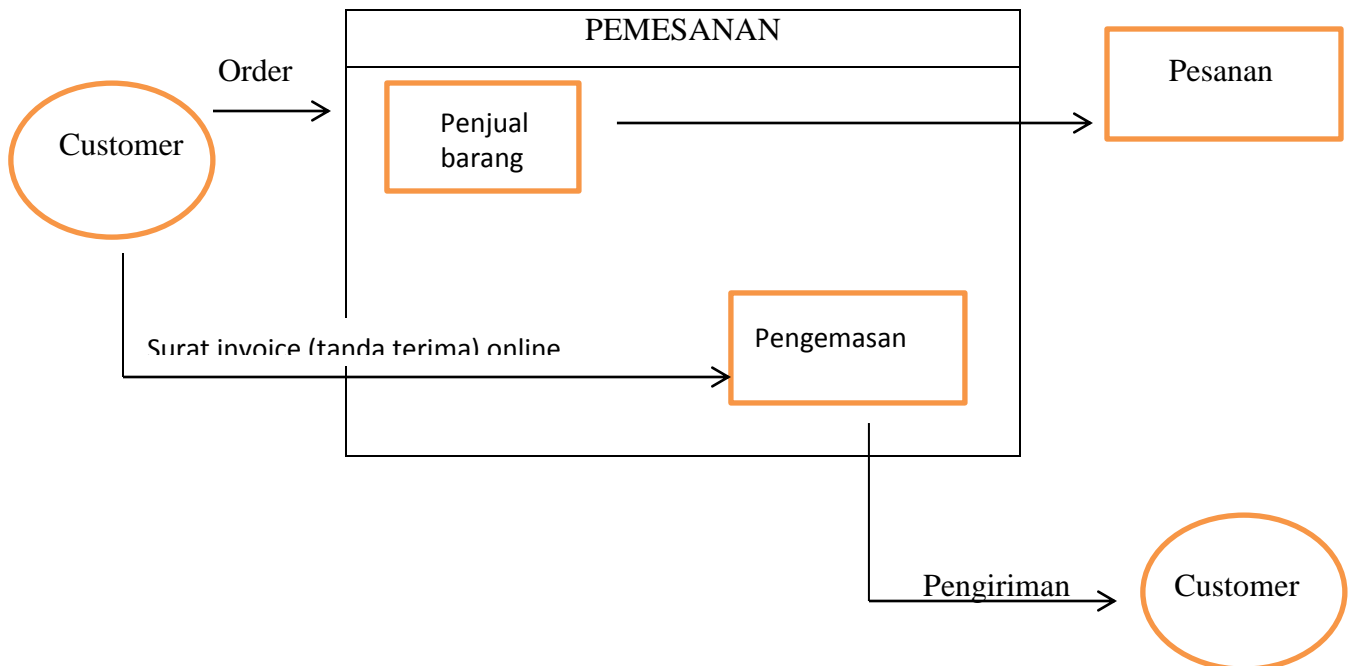 PEMESANAN
Order
Pesanan
Customer
Penjual
barang
Surat invoice (tanda terima) online
Pengemasan
Pengiriman
Customer